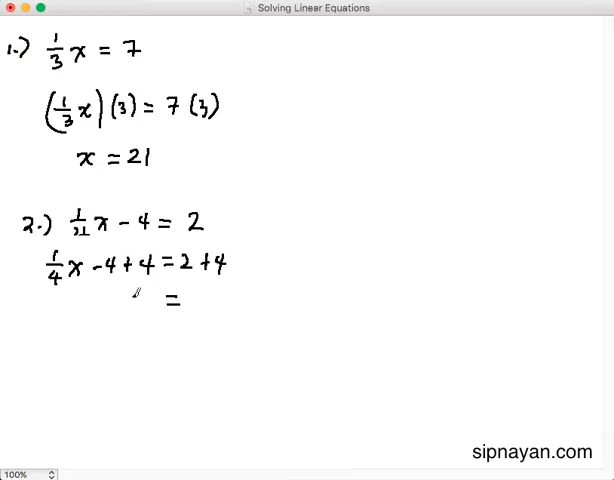 Solving Linear Equations
1.) 1/3 x = 7
(1/3 x)(3) = 7(3)
x = 21
2.) 1/21 x - 4 = 2
1/4 x - 4 + 4 = 2 + 4
=
sipnayan.com
100%